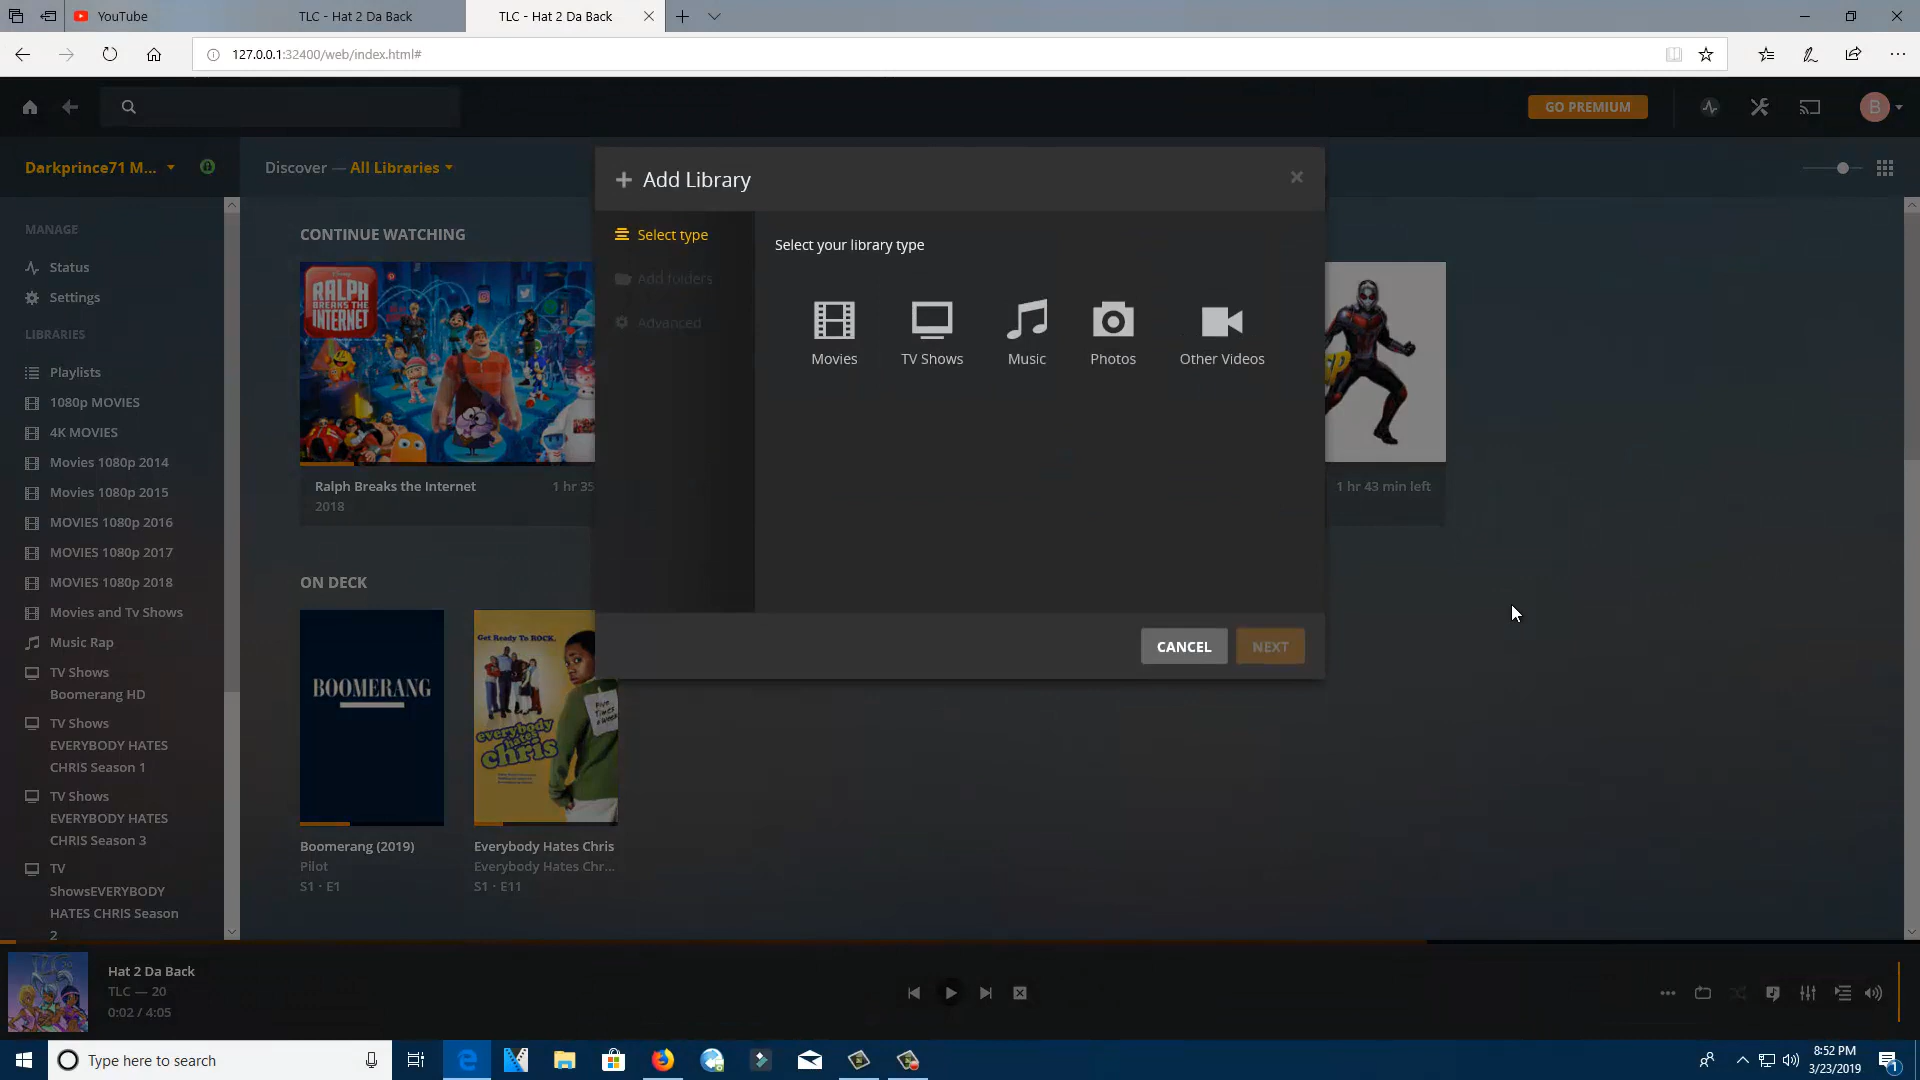 YouTube
TLC - Hat 2 Da Back
TLC - Hat 2 Da Back
127.0.0.1:32400/web/index.html#
GO PREMIUM
B
Darkprince71 M...
Discover — All Libraries
Add Library
MANAGE
Status
Settings
LIBRARIES
Playlists
1080p MOVIES
4K MOVIES
Movies 1080p 2014
Movies 1080p 2015
MOVIES 1080p 2016
MOVIES 1080p 2017
MOVIES 1080p 2018
Movies and Tv Shows
Music Rap
TV Shows
Boomerang HD
TV Shows
EVERYBODY HATES
CHRIS Season 1
TV Shows
EVERYBODY HATES
CHRIS Season 3
TV
ShowsEVERYBODY
HATES CHRIS Season
2
CONTINUE WATCHING
RALPH
BREAKS THE
INTERNET
Ralph Breaks the Internet
1 hr 35
2018
1 hr 43 min left
Select type
Add folders
Advanced
Select your library type
Movies
TV Shows
Music
Photos
Other Videos
CANCEL
NEXT
ON DECK
BOOMERANG
Get Ready To ROCK.
everybody
hates
chris
Boomerang (2019)
Pilot
S1 · E1
Everybody Hates Chris
Everybody Hates Chr...
S1 · E11
Hat 2 Da Back
TLC — 20
0:02 / 4:05
Type here to search
8:52 PM
3/23/2019
1